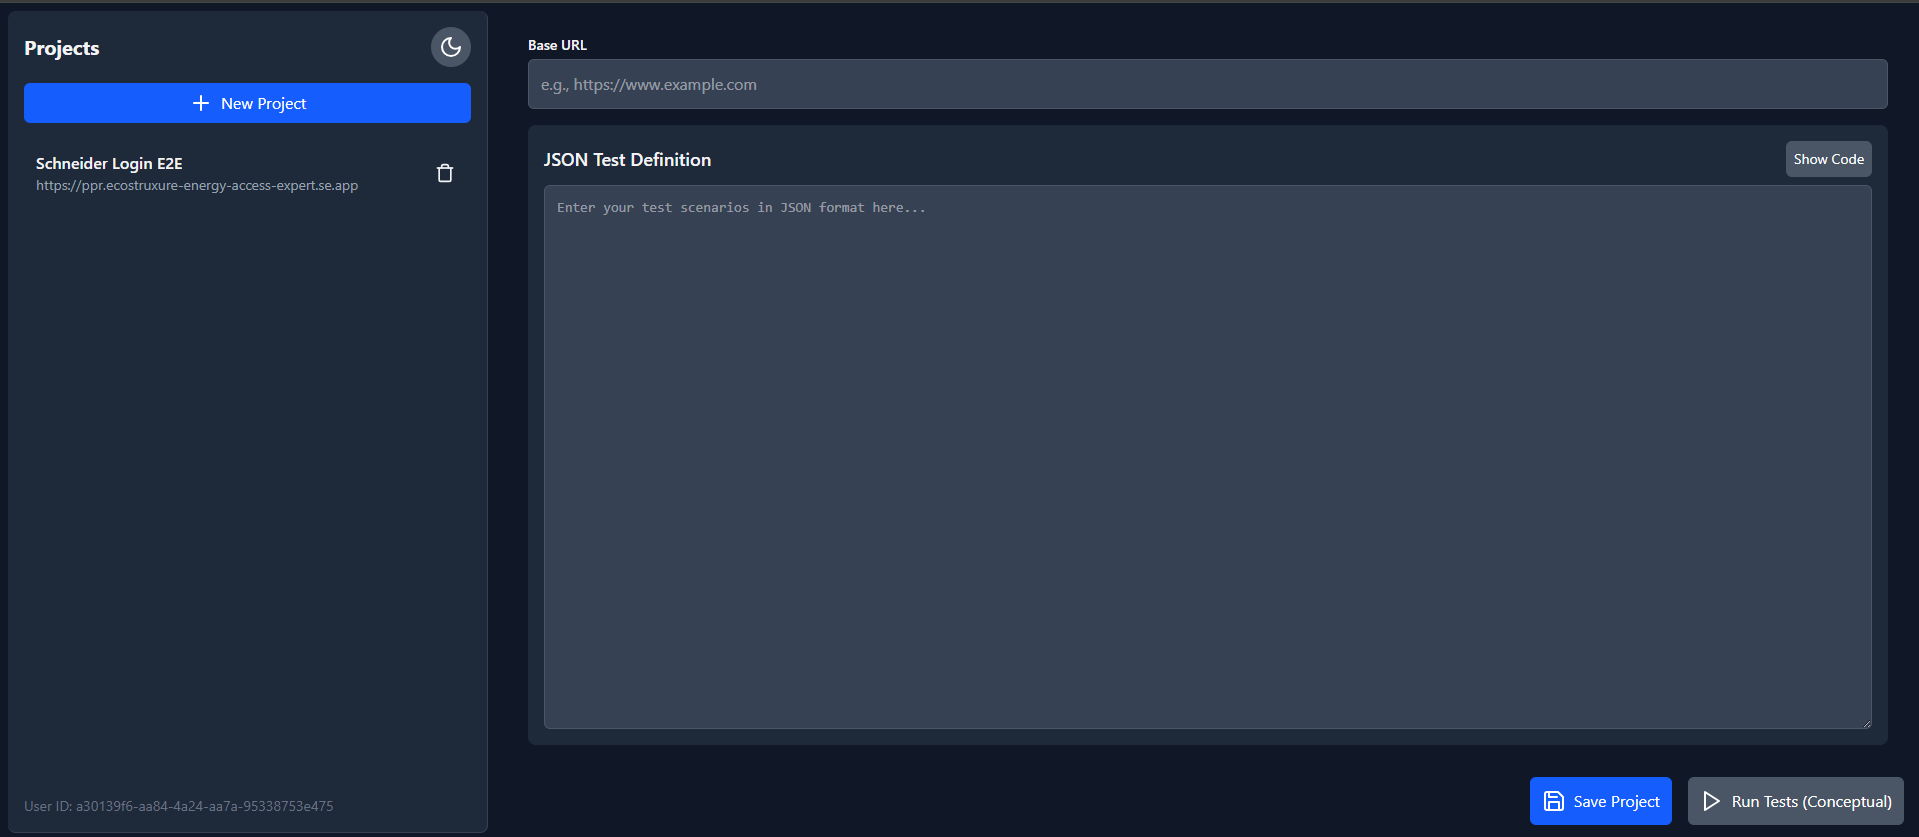 Projects
New Project
Schneider Login E2E
https://ppr.ecostruxure-energy-access-expert.se.app
User ID: a30139f6-aa84-4a24-aa7a-95338753e475
Base URL
e.g., https://www.example.com
JSON Test Definition
Show Code
Enter your test scenarios in JSON format here...
Save Project
Run Tests (Conceptual)